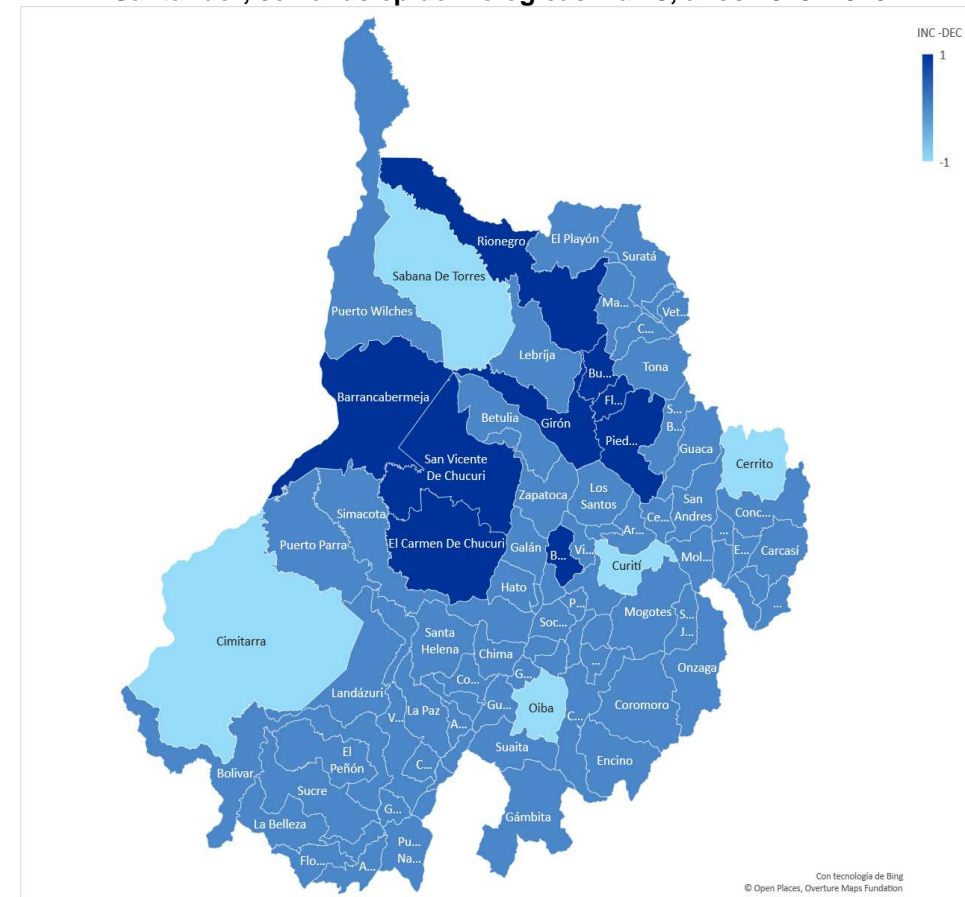 INC -DEC
1
-1
Rionegro
El Playón
Suratá
Sabana De Torres
Ma...
Vet...
Puerto Wilches
C...
Lebríja
Tona
Bu...
Barrancabermeja
Fl...
S...
Betulia
Girón
B...
Pied...
Guaca
San Vicente
De Chucuri
Cerrito
Zapatoca
Los
Santos
San
Andres
Simacota
Ce...
Conc...
Ar...
...
Puerto Parra
El Carmen De Chucuri
Galán
B...
Vi...
Mol...
E...
Carcasí
Curití
Hato
P...
...
Mogotes
S...
J...
Soc...
Santa
Helena
Cimitarra
Chima
...
Onzaga
Co...
G...
Landázuri
La Paz
Gu...
Oiba
C...
Coromoro
V...
A...
Suaita
El
Peñón
C...
Encino
Bolivar
Sucre
G...
Gámbita
La Belleza
Pu...
Na...
Flo...
A...
Con tecnología de Bing
© Open Places, Overture Maps Fundation